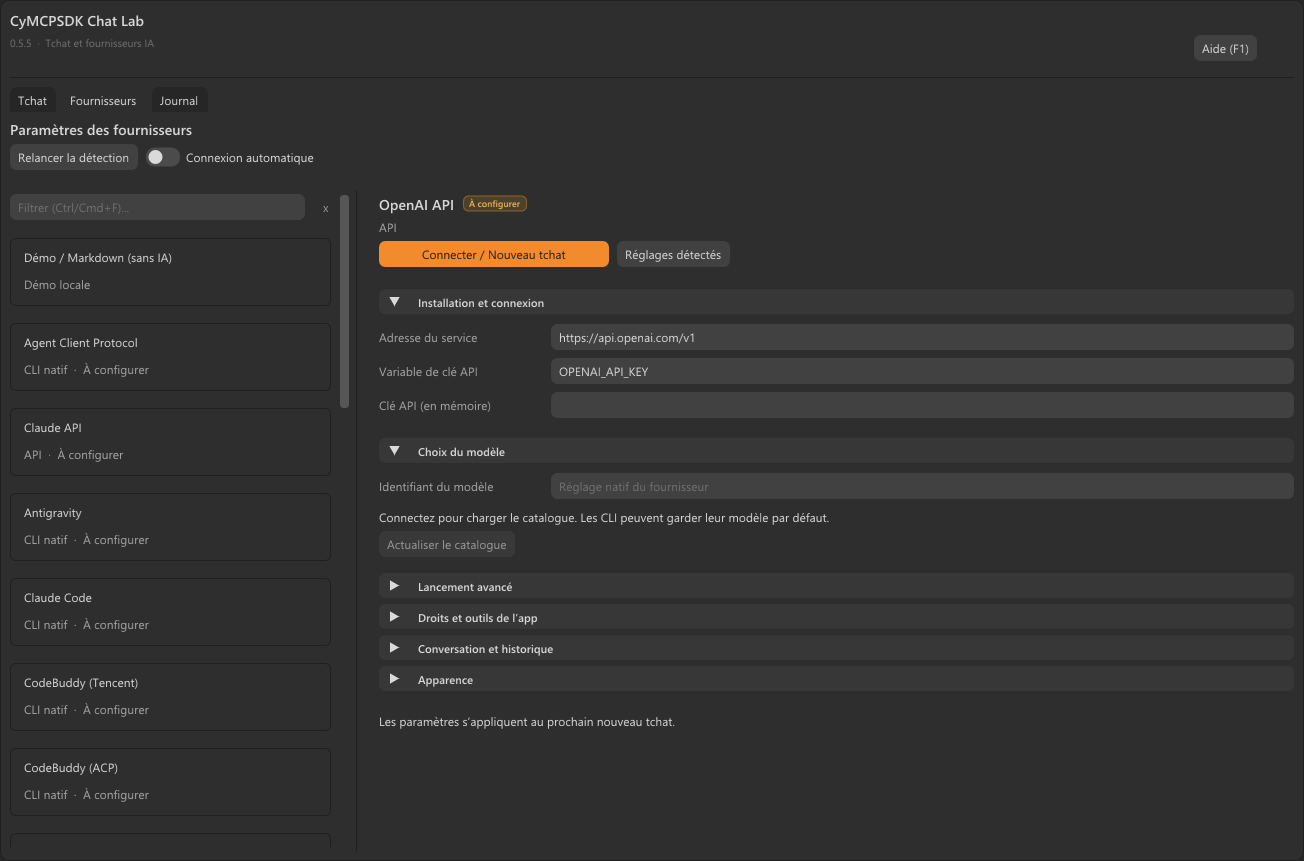 CyMCPSDK Chat Lab
0.5.5 · Tchat et fournisseurs IA
Aide (F1)
Tchat
Fournisseurs
Journal
Paramètres des fournisseurs
Relancer la détection
Connexion automatique
Filtrer (Ctrl/Cmd+F)...
x
Démo / Markdown (sans IA)
Démo locale
Agent Client Protocol
CLI natif · À configurer
Claude API
API · À configurer
Antigravity
CLI natif · À configurer
Claude Code
CLI natif · À configurer
CodeBuddy (Tencent)
CLI natif · À configurer
CodeBuddy (ACP)
CLI natif · À configurer
OpenAI API
À configurer
API
Connecter / Nouveau tchat
Réglages détectés
Installation et connexion
Adresse du service
https://api.openai.com/v1
Variable de clé API
OPENAI_API_KEY
Clé API (en mémoire)
Choix du modèle
Identifiant du modèle
Réglage natif du fournisseur
Connectez pour charger le catalogue. Les CLI peuvent garder leur modèle par défaut.
Actualiser le catalogue
Lancement avancé
Droits et outils de l'app
Conversation et historique
Apparence
Les paramètres s'appliquent au prochain nouveau tchat.